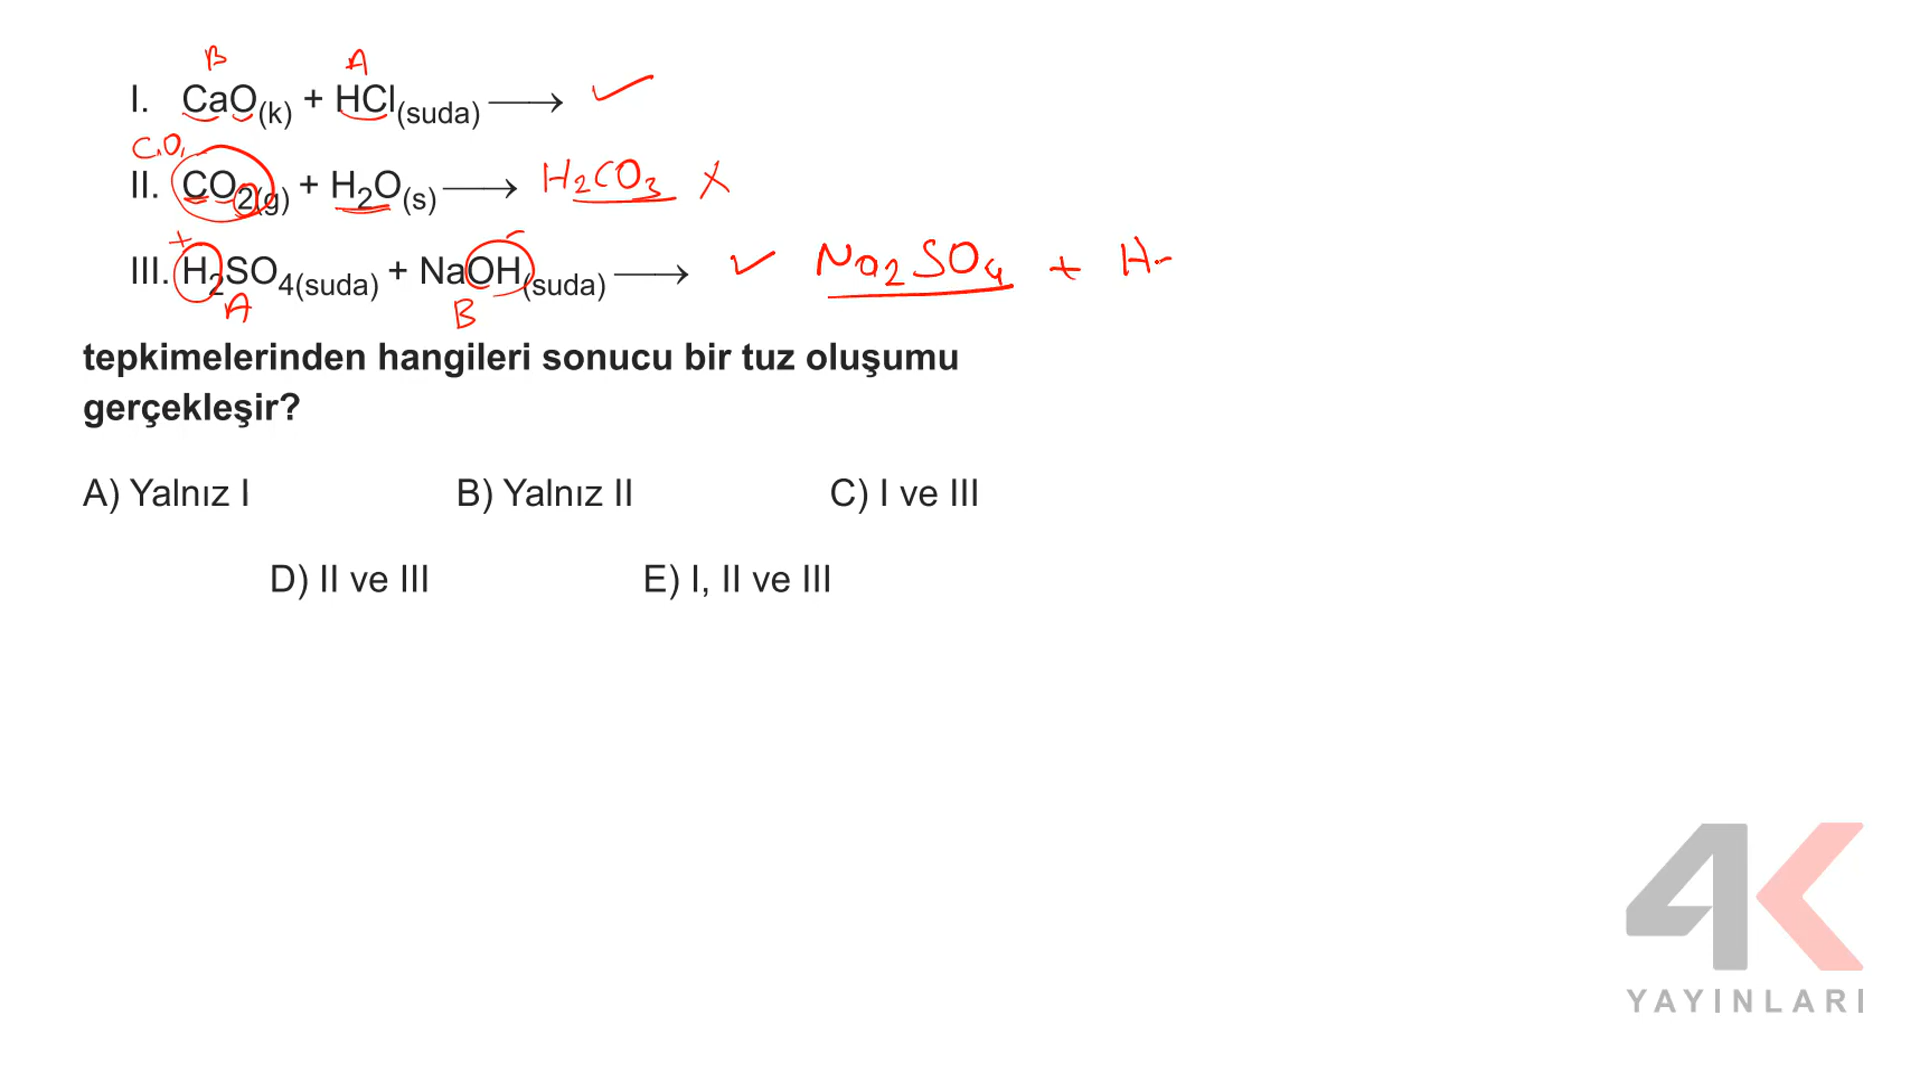 B A
I. CaO(k) + HCl(suda) ⟶ ✓
C,O,
II. CO2(g) + H2O(s) ⟶ H2CO3 X
+ -
III. H2SO4(suda) + NaOH(suda) ⟶ ✓ Na2SO4 + H
A B
tepkimelerinden hangileri sonucu bir tuz oluşumu
gerçekleşir?
A) Yalnız I B) Yalnız II C) I ve III
D) II ve III E) I, II ve III
4K
YAYINLARI